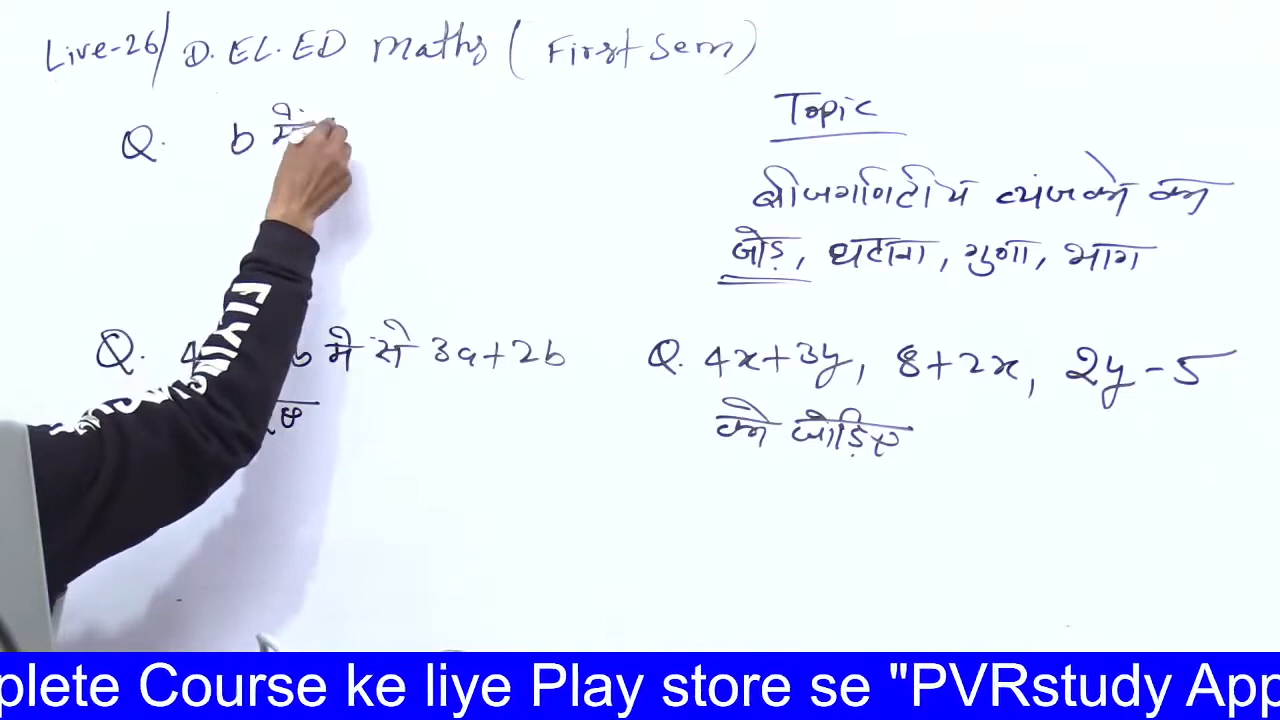 Live-26/ D.EL.ED Maths ( First Sem )
Q. b
Topic
बीजगणितीय व्यंजको का
जोड़, घटाना, गुणा, भाग
Q. 4 b मे से 3a+2b
Q. 4x+3y, 8+2x, 2y-5
को जोड़िए
FLYING
plete Course ke liye Play store se "PVRstudy App